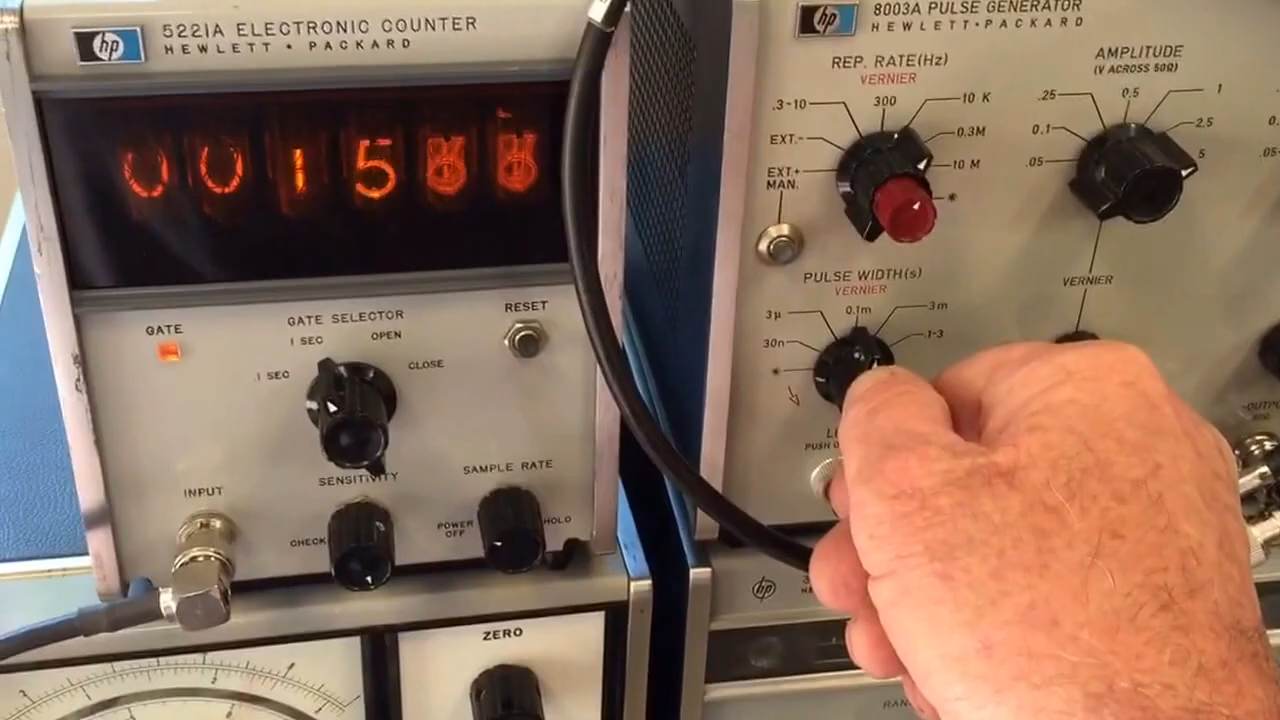 hp
5221A ELECTRONIC COUNTER
HEWLETT • PACKARD
0015
GATE
GATE SELECTOR
RESET
.1 SEC
1 SEC
OPEN
CLOSE
INPUT
SENSITIVITY
CHECK
SAMPLE RATE
POWER
OFF
HOLD
ZERO
hp
8003A PULSE GENERATOR
HEWLETT • PACKARD
REP. RATE(Hz)
VERNIER
.3-10
300
10 K
EXT.-
0.3M
EXT.+
10 M
MAN.
*
AMPLITUDE
(V ACROSS 50Ω)
.25
0.5
1
0.1
2.5
.05
5
PULSE WIDTH(s)
VERNIER
3µ
0.1m
3m
30n
.1-3
*
VERNIER
PUSH
hp